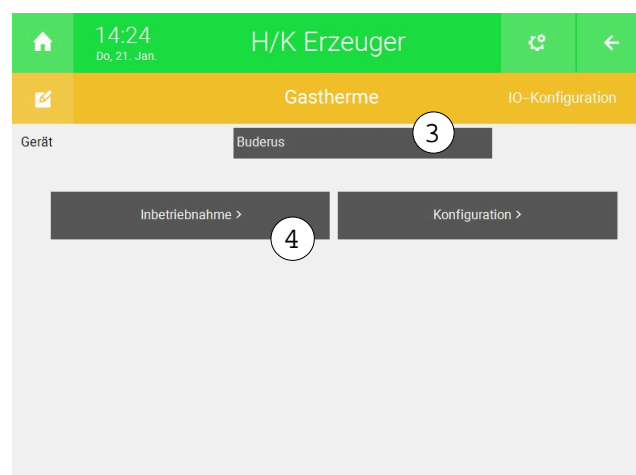 14:24
Do, 21. Jan.
H/K Erzeuger
Gastherme
IO-Konfiguration
Gerät
Buderus
3
Inbetriebnahme >
4
Konfiguration >